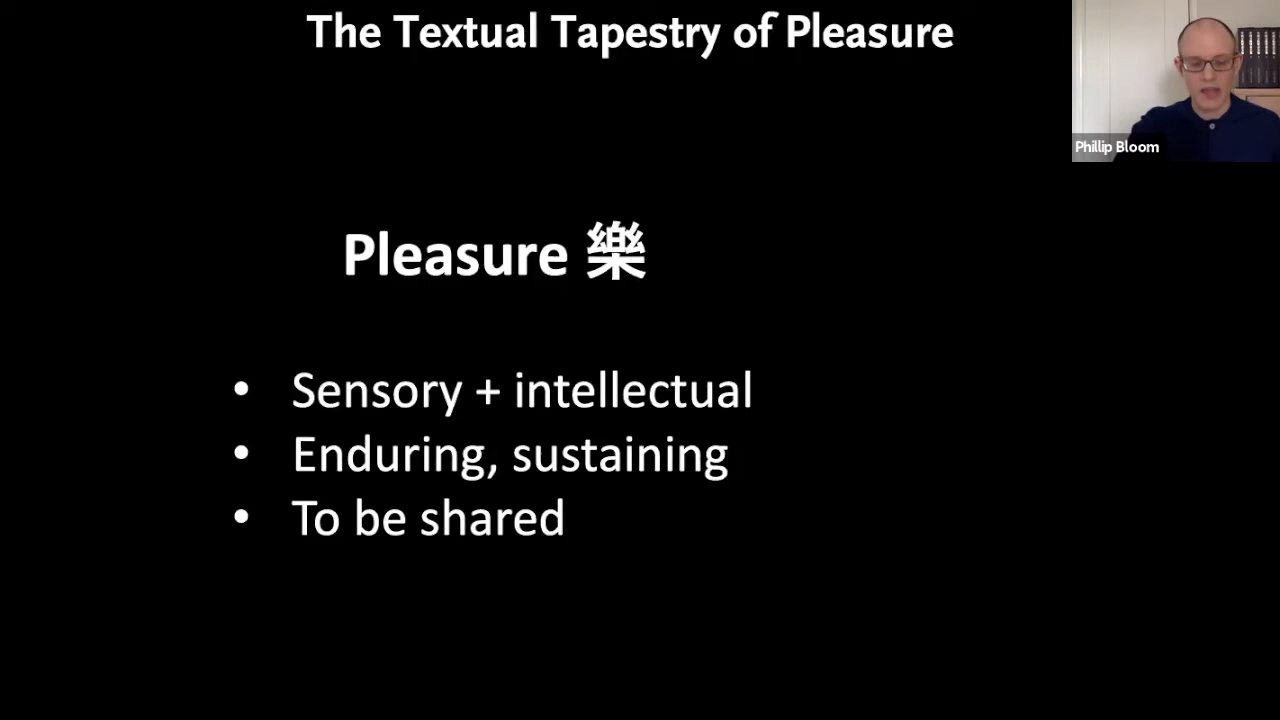 The Textual Tapestry of Pleasure
Phillip Bloom
Pleasure 樂
• Sensory + intellectual
• Enduring, sustaining
• To be shared